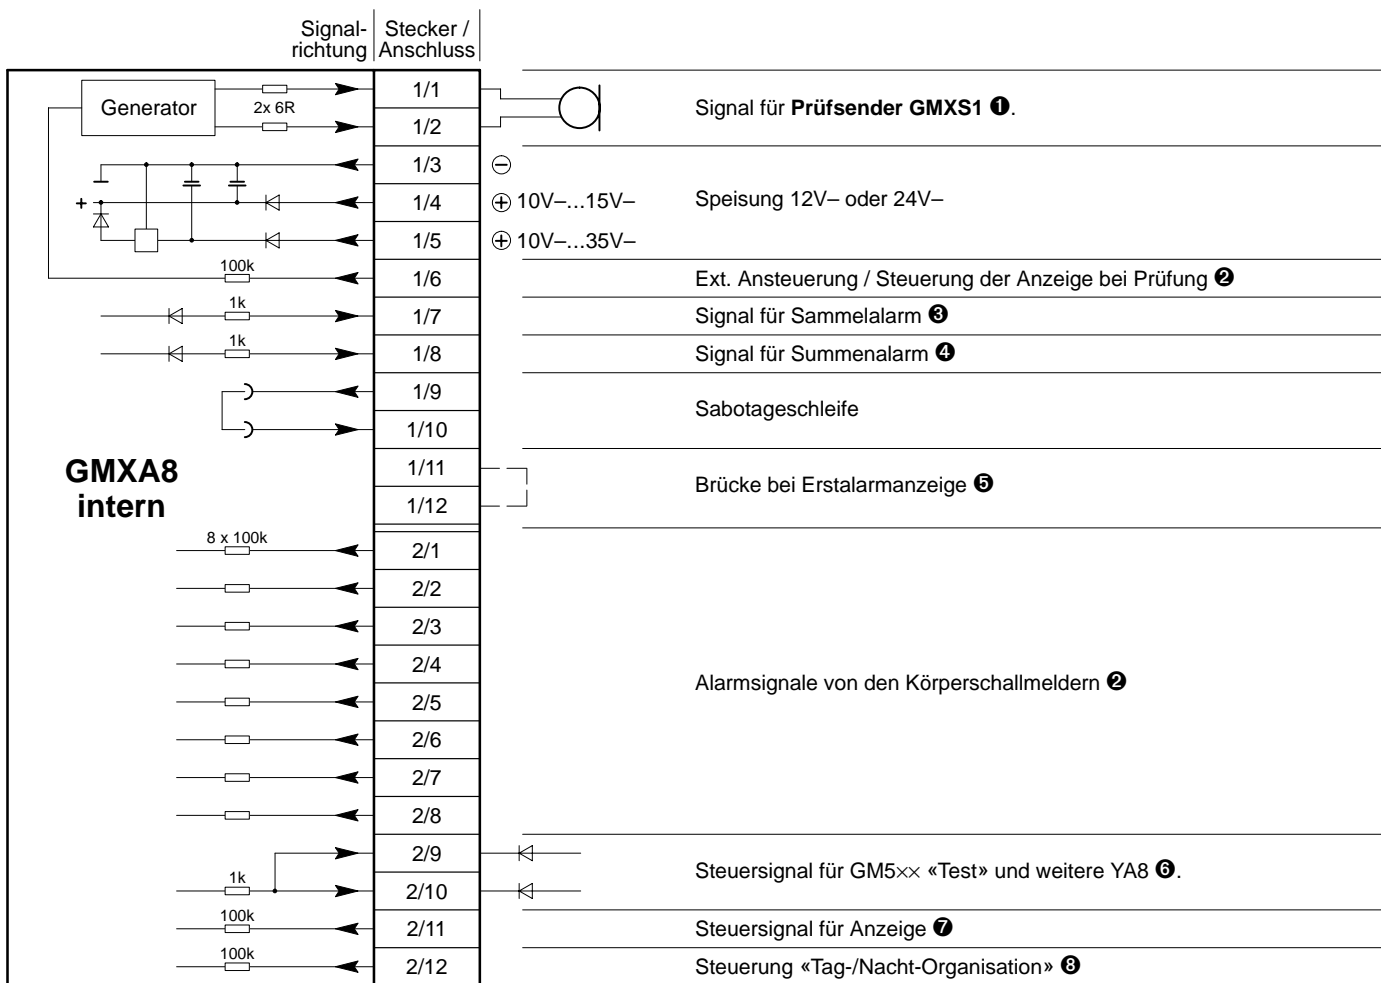 Signal-
richtung
Stecker /
Anschluss
Generator
2x 6R
1/1
1/2
Signal für Prüfsender GMXS1 ❶.
1/3
⊖
+
1/4
⊕ 10V–...15V–
Speisung 12V– oder 24V–
1/5
⊕ 10V–...35V–
100k
1/6
Ext. Ansteuerung / Steuerung der Anzeige bei Prüfung ❷
1k
1/7
Signal für Sammelalarm ❸
1k
1/8
Signal für Summenalarm ❹
1/9
1/10
Sabotageschleife
GMXA8
intern
1/11
1/12
Brücke bei Erstalarmanzeige ❺
8 x 100k
2/1
2/2
2/3
2/4
2/5
2/6
2/7
2/8
Alarmsignale von den Körperschallmeldern ❷
2/9
1k
2/10
Steuersignal für GM5×× «Test» und weitere YA8 ❻.
100k
2/11
Steuersignal für Anzeige ❼
100k
2/12
Steuerung «Tag-/Nacht-Organisation» ❽